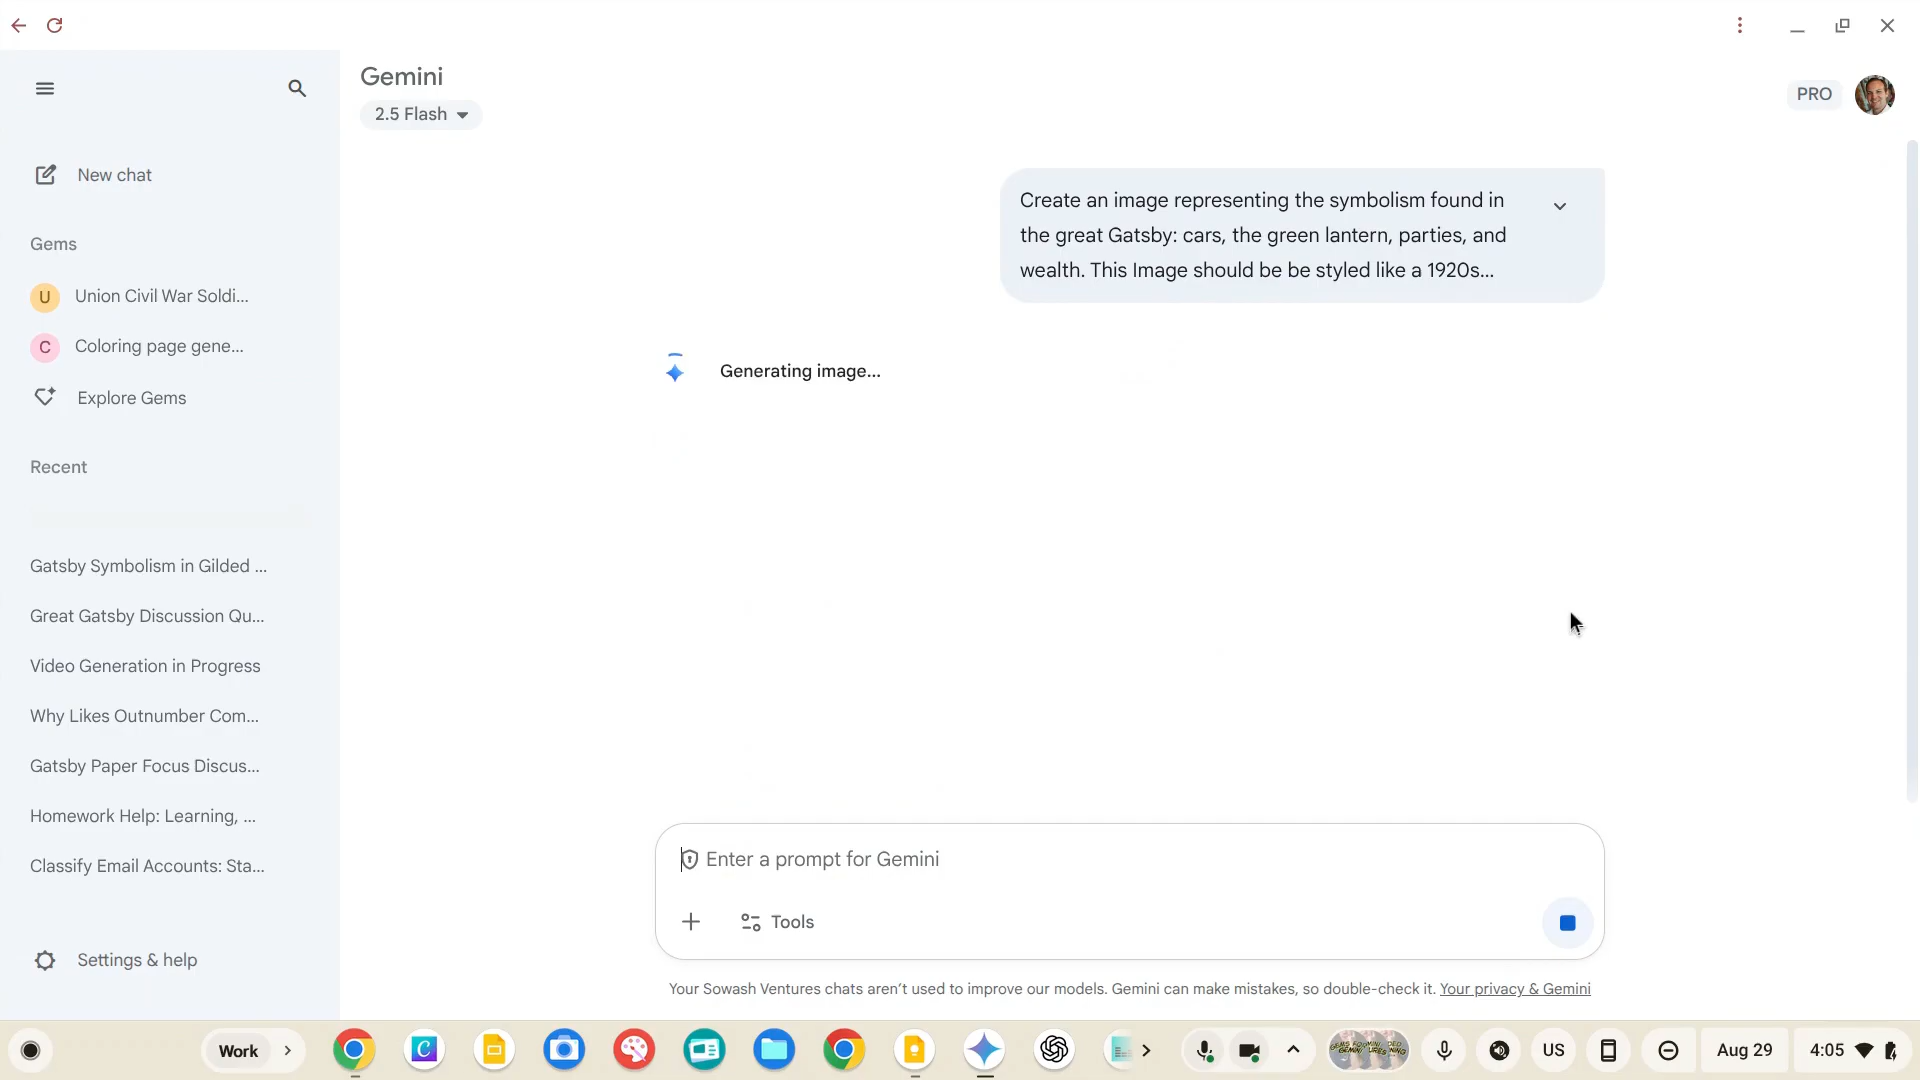 Gemini
2.5 Flash
PRO
New chat
Gems
U Union Civil War Soldi...
C Coloring page gene...
Explore Gems
Recent
Gatsby Symbolism in Gilded ...
Great Gatsby Discussion Qu...
Video Generation in Progress
Why Likes Outnumber Com...
Gatsby Paper Focus Discus...
Homework Help: Learning, ...
Classify Email Accounts: Sta...
Settings & help
Create an image representing the symbolism found in
the great Gatsby: cars, the green lantern, parties, and
wealth. This Image should be be styled like a 1920s...
Generating image...
Enter a prompt for Gemini
Tools
Your Sowash Ventures chats aren't used to improve our models. Gemini can make mistakes, so double-check it. Your privacy & Gemini
Work
US
Aug 29
4:05